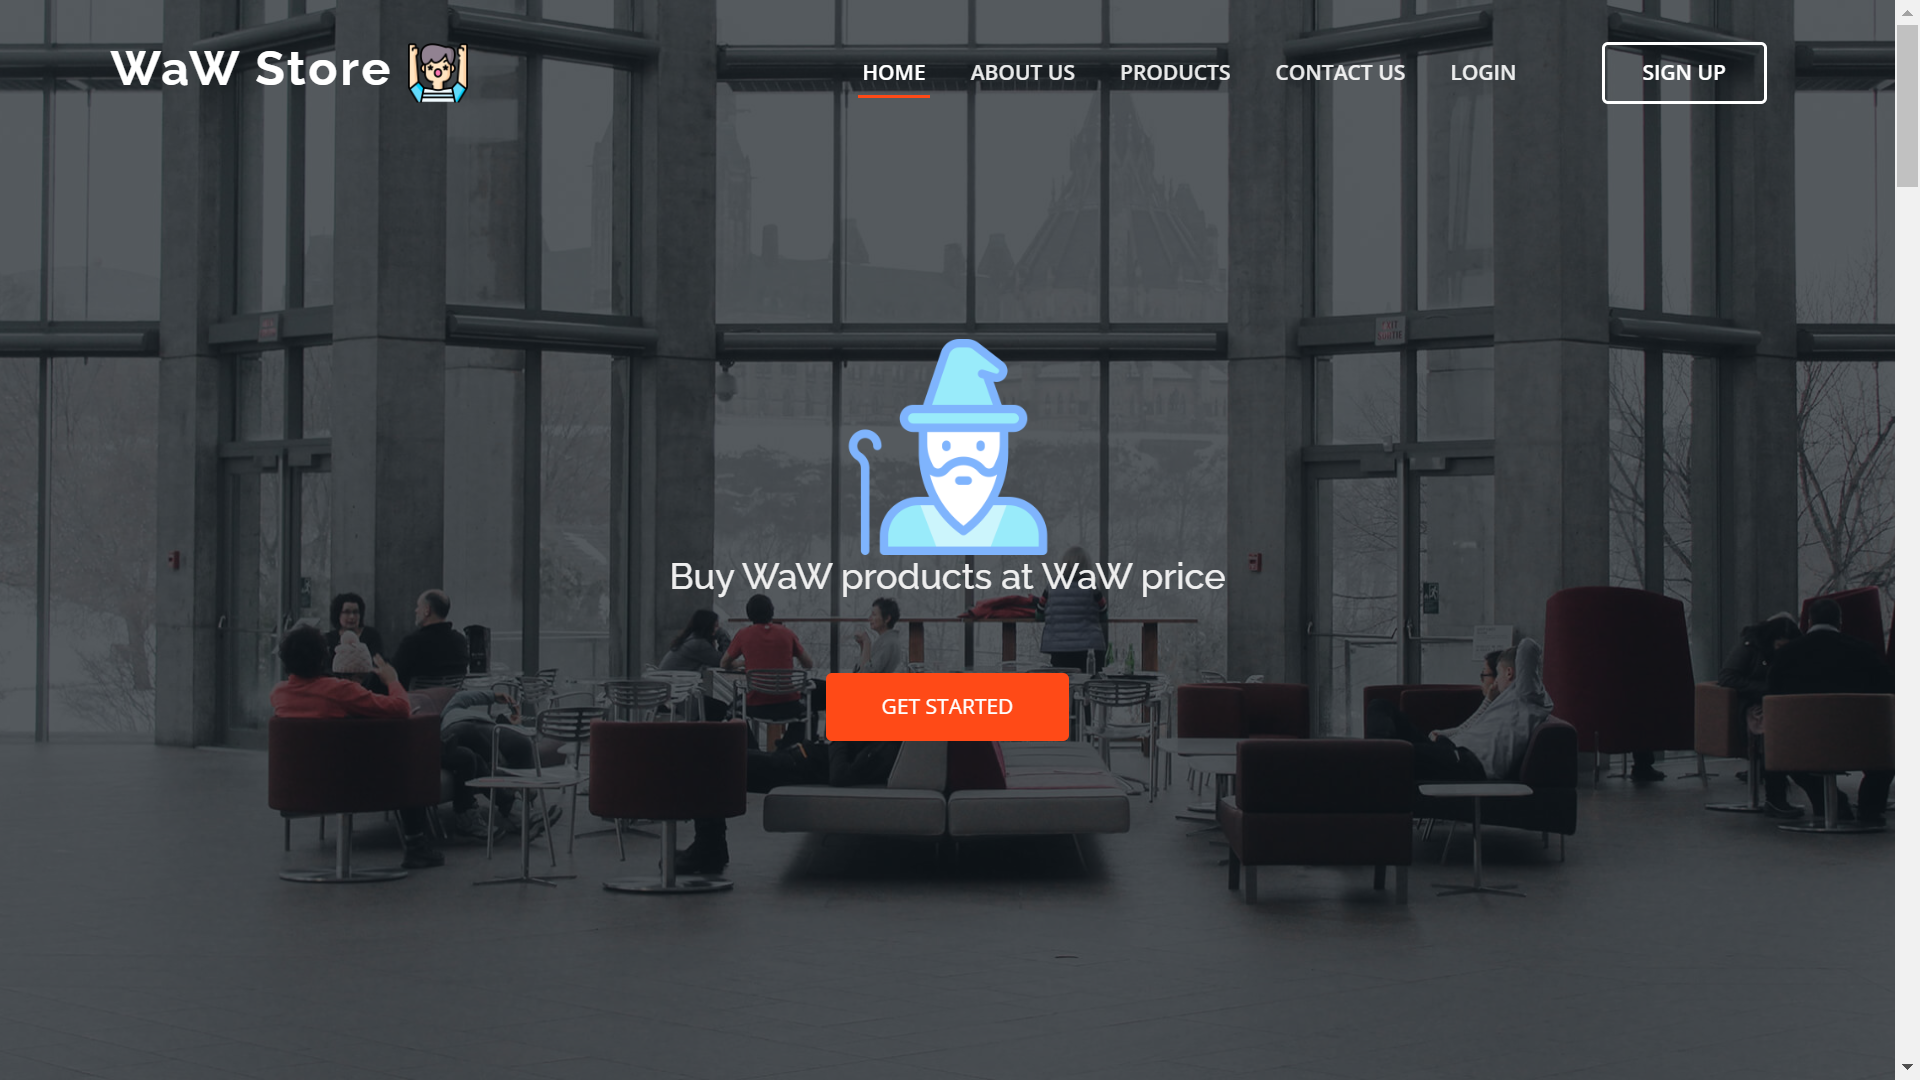 WaW Store
HOME ABOUT US PRODUCTS CONTACT US LOGIN SIGN UP
Buy WaW products at WaW price
GET STARTED